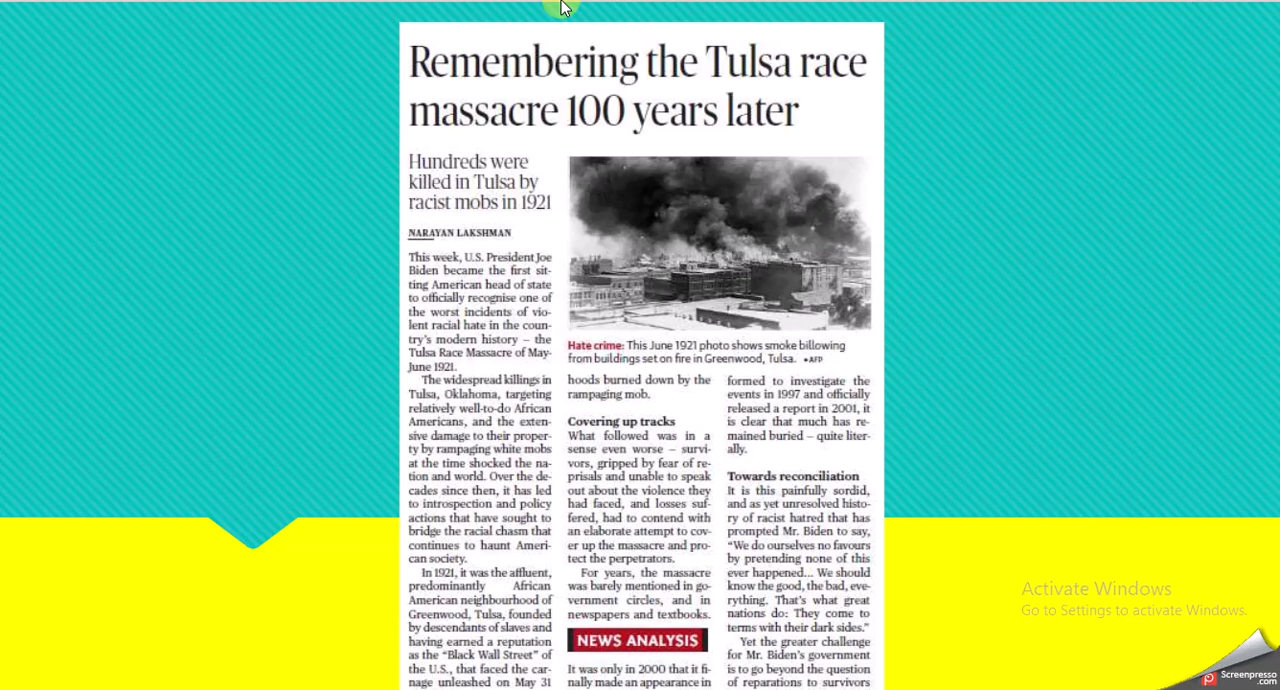 Remembering the Tulsa race
massacre 100 years later
Hundreds were
killed in Tulsa by
racist mobs in 1921
NARAYAN LAKSHMAN
This week, U.S. President Joe
Biden became the first sit-
ting American head of state
to officially recognise one of
the worst incidents of vio-
lent racial hate in the coun-
try's modern history – the
Tulsa Race Massacre of May-
June 1921.
The widespread killings in
Tulsa, Oklahoma, targeting
relatively well-to-do African
Americans, and the exten-
sive damage to their proper-
ty by rampaging white mobs
at the time shocked the na-
tion and world. Over the de-
cades since then, it has led
to introspection and policy
actions that have sought to
bridge the racial chasm that
continues to haunt Ameri-
can society.
In 1921, it was the affluent,
predominantly African
American neighbourhood of
Greenwood, Tulsa, founded
by descendants of slaves and
having earned a reputation
as the "Black Wall Street" of
the U.S., that faced the car-
nage unleashed on May 31
Hate crime: This June 1921 photo shows smoke billowing
from buildings set on fire in Greenwood, Tulsa. •AFP
hoods burned down by the
rampaging mob.
Covering up tracks
What followed was in a
sense even worse – survi-
vors, gripped by fear of re-
prisals and unable to speak
out about the violence they
had faced, and losses suf-
fered, had to contend with
an elaborate attempt to cov-
er up the massacre and pro-
tect the perpetrators.
For years, the massacre
was barely mentioned in go-
vernment circles, and in
newspapers and textbooks.
NEWS ANALYSIS
It was only in 2000 that it fi-
nally made an appearance in
formed to investigate the
events in 1997 and officially
released a report in 2001, it
is clear that much has re-
mained buried – quite liter-
ally.
Towards reconciliation
It is this painfully sordid,
and as yet unresolved histo-
ry of racist hatred that has
prompted Mr. Biden to say,
"We do ourselves no favours
by pretending none of this
ever happened... We should
know the good, the bad, eve-
rything. That's what great
nations do: They come to
terms with their dark sides."
Yet the greater challenge
for Mr. Biden's government
is to go beyond the question
of reparations to survivors
Activate Windows
Go to Settings to activate Windows.
Screenpresso
.com